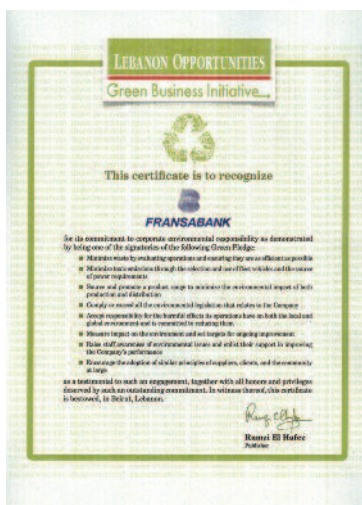 LEBANON OPPORTUNITIES
Green Business Initiative
This certificate is to recognize
FRANSABANK
for its commitment to corporate environmental responsibility as demonstrated
by being one of the signatories of the following Green Pledge:
Minimize waste by evaluating operations and ensuring they are as efficient as possible
Minimize toxic emissions through the selection and use of fleet vehicles and the source
of power requirements
Source and promote a product range to minimize the environmental impact of both
production and distribution
Comply or exceed all the environmental legislation that relates to the Company
Accept responsibility for the harmful effects its operations have on both the local and
global environment and is committed to reducing them.
Measure impact on the environment and set targets for ongoing improvement
Raise staff awareness of environmental issues and enlist their support in improving
the Company's performance
Encourage the adoption of similar principles of suppliers, clients, and the community
at large
as a testimonial to such an engagement, together with all honors and privileges
deserved by such an outstanding commitment. In witness thereof, this certificate
is bestowed, in Beirut, Lebanon.
Ramzi El Hafez
Publisher